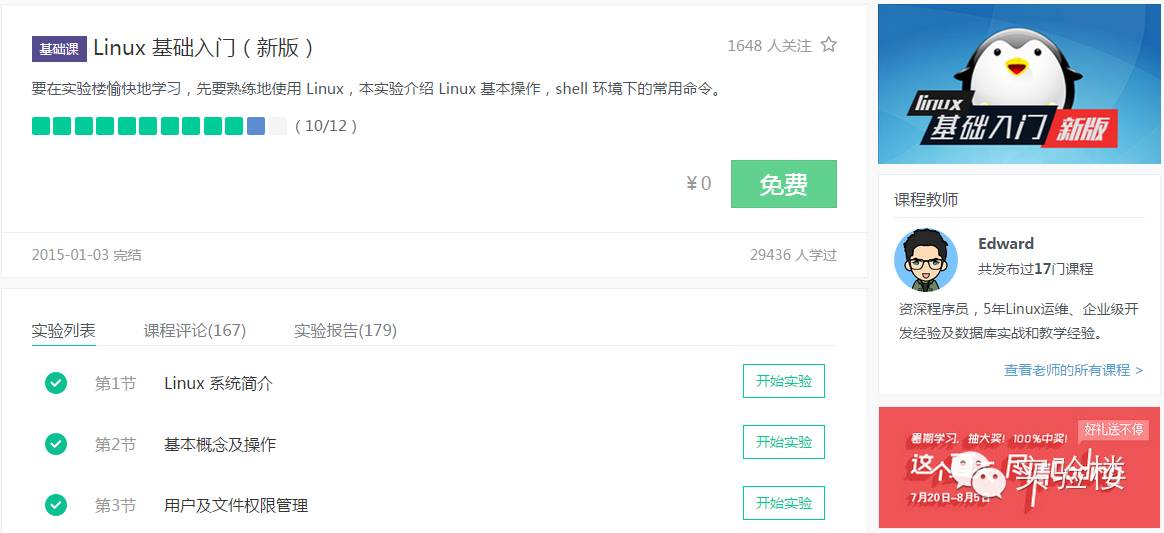 基础课 Linux 基础入门（新版）
1648 人关注
要在实验楼愉快地学习，先要熟练地使用 Linux，本实验介绍 Linux 基本操作，shell 环境下的常用命令。
（10/12）
¥0 免费
2015-01-03 完结
29436 人学过
实验列表 课程评论(167) 实验报告(179)
第1节 Linux 系统简介 开始实验
第2节 基本概念及操作 开始实验
第3节 用户及文件权限管理 开始实验
linux
基础入门 新版
课程教师
Edward
共发布过17门课程
资深程序员，5年Linux运维、企业级开
发经验及数据库实战和教学经验。
查看老师的所有课程 >
好礼送不停
暑期学习，抽大奖！100%中奖！
这个
实验楼
7月20日-8月5日